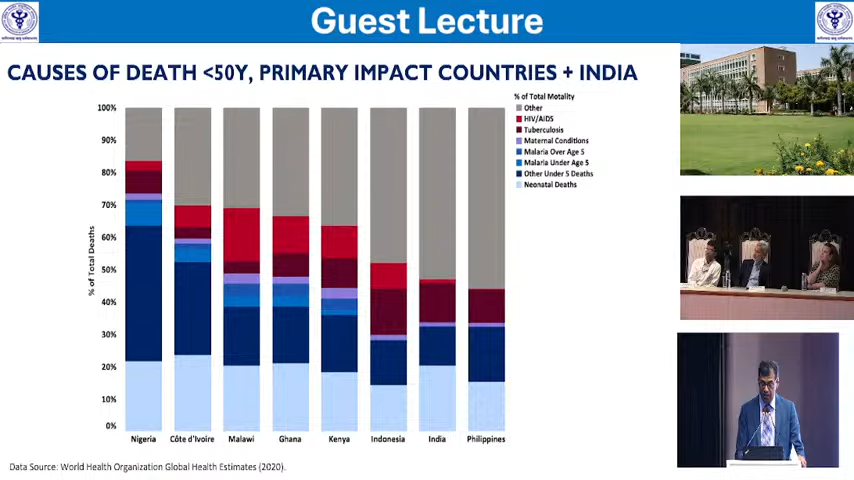 Guest Lecture
CAUSES OF DEATH <50Y, PRIMARY IMPACT COUNTRIES + INDIA
% of Total Motality
Other
HIV/AIDS
Tuberculosis
Maternal Conditions
Malaria Over Age 5
Malaria Under Age 5
Other Under 5 Deaths
Neonatal Deaths
% of Total Deaths
100%
90%
80%
70%
60%
50%
40%
30%
20%
10%
0%
Nigeria Côte d'Ivoire Malawi Ghana Kenya Indonesia India Philippines
Data Source: World Health Organization Global Health Estimates (2020).